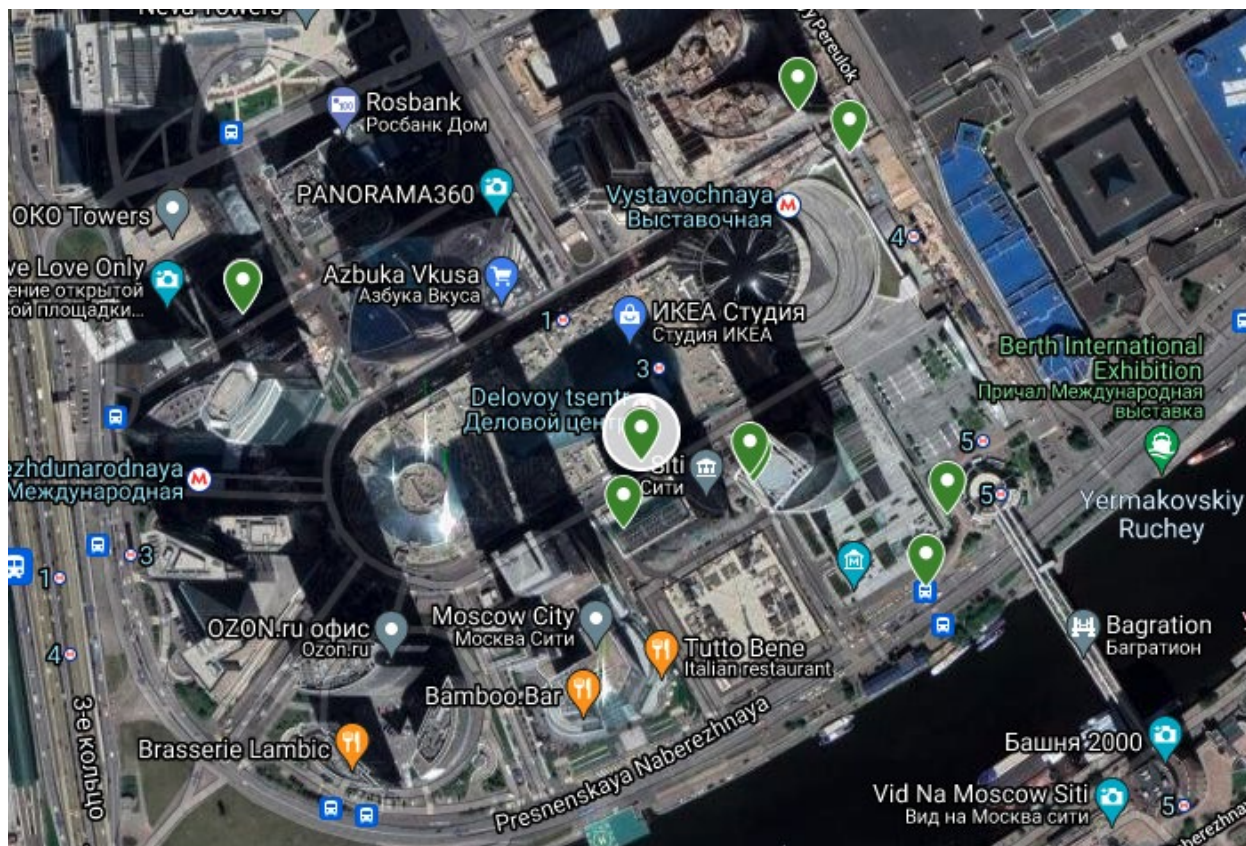 Neva Towers
y Pereulok
Rosbank
Росбанк Дом
PANORAMA360
OKO Towers
Vystavochnaya
Выставочная
4
ve Love Only
ение открытой
вой площадки...
Azbuka Vkusa
Азбука Вкуса
1
ИКЕА Студия
Студия ИКЕА
3
Berth International
Exhibition
Причал Международная
выставка
Delovoy tsentr
Деловой цент
5
Siti
Сити
ezhdunarodnaya
Международная
5
Yermakovskiy
Ruchey
3
1
4
OZON.ru офис
Ozon.ru
Moscow City
Москва Сити
Tutto Bene
Italian restaurant
Bamboo.Bar
Bagration
Багратион
3-е кольцо
Brasserie Lambic
Presnenskaya Naberezhnaya
Башня 2000
Vid Na Moscow Siti
Вид на Москва сити
5
aberezhna